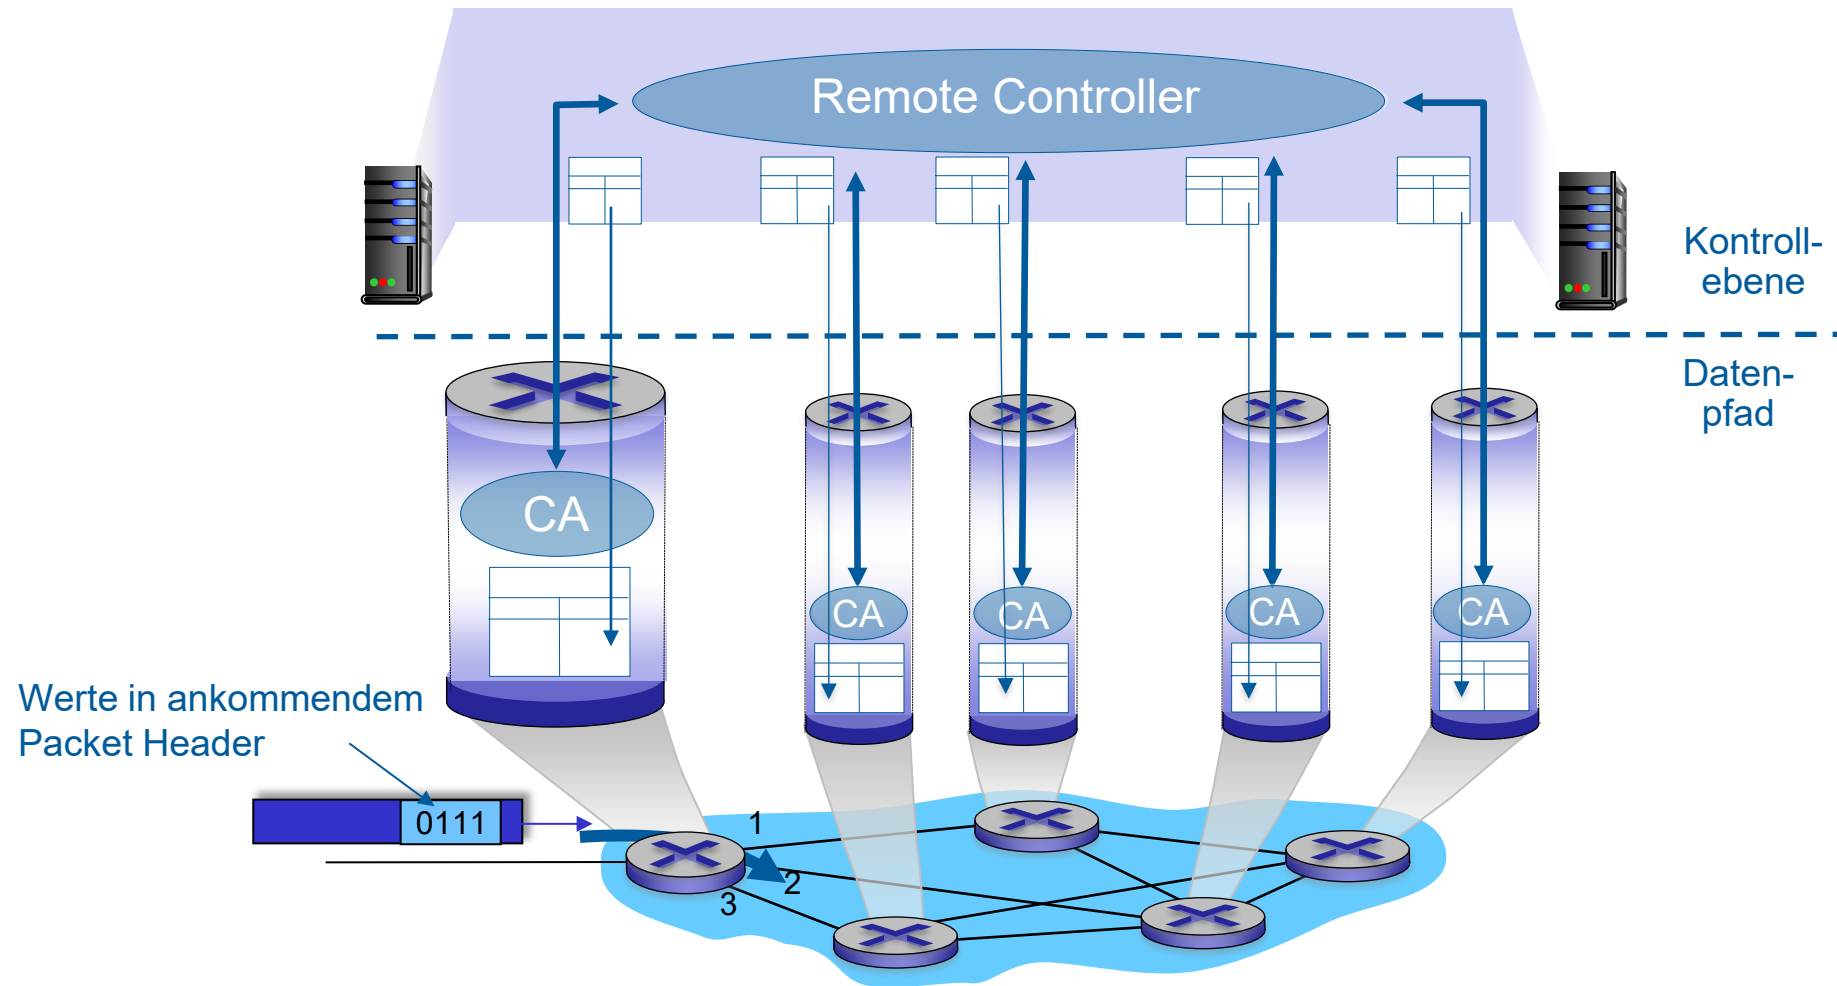 Remote Controller
Kontroll-
ebene
Daten-
pfad
CA
CA
CA
CA
CA
Werte in ankommendem
Packet Header
0111
1
2
3